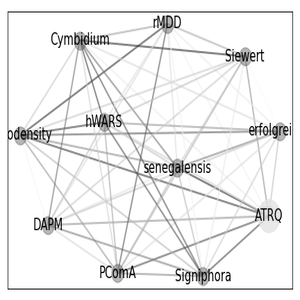 rMDD
Cymbidium
Siewert
hWARS
odensity
erfolgrei
senegalensis
DAPM
ATRQ
PComA
Signiphora